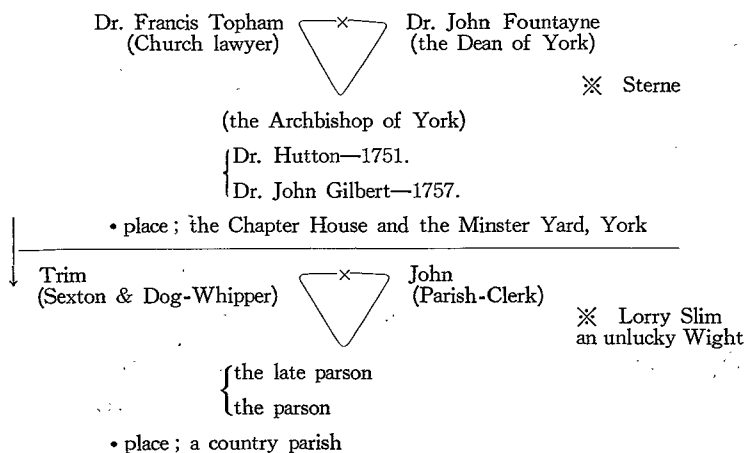 Dr. Francis Topham × Dr. John Fountayne
(Church lawyer) (the Dean of York)
※ Sterne
(the Archbishop of York)
Dr. Hutton—1751.
Dr. John Gilbert—1757.
• place ; the Chapter House and the Minster Yard, York
Trim × John
(Sexton & Dog-Whipper) (Parish-Clerk)
※ Lorry Slim
an unlucky Wight
the late parson
the parson
• place ; a country parish